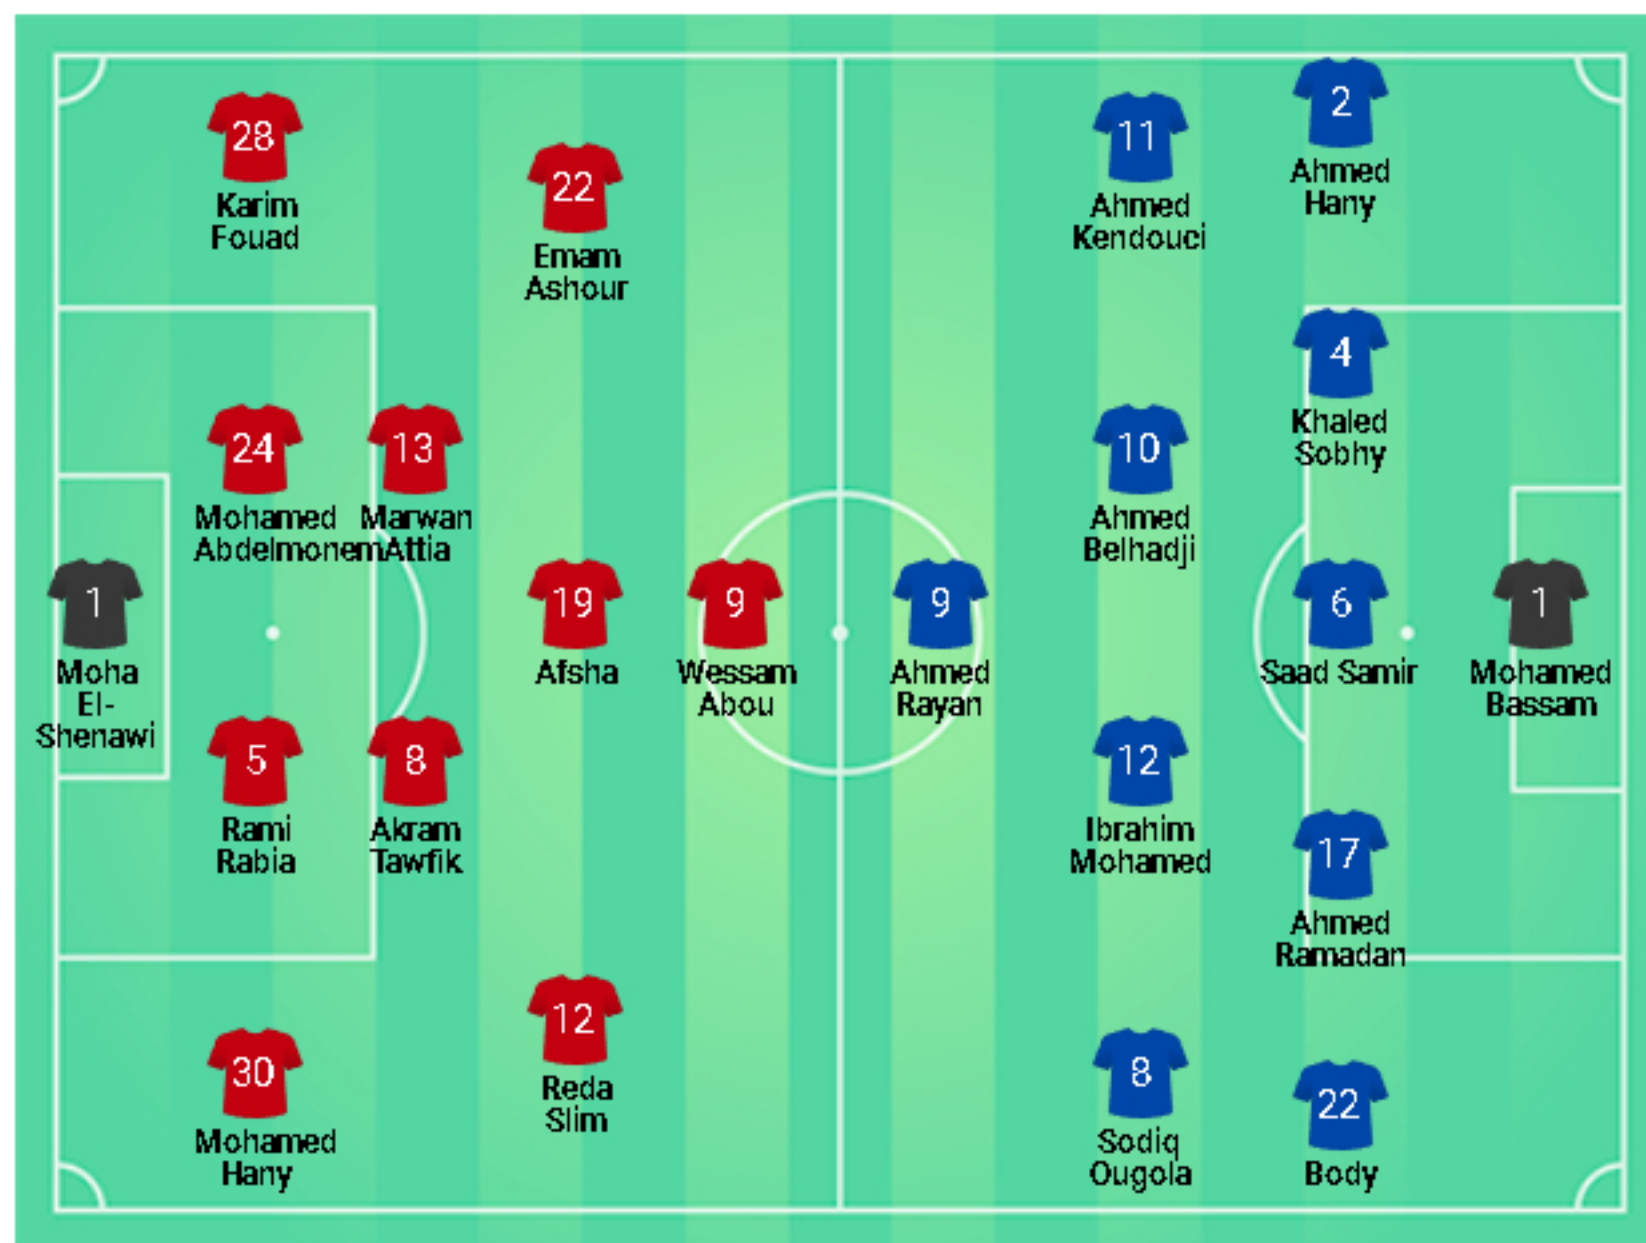 28
Karim
Fouad
22
Emam
Ashour
11
Ahmed
Kendouci
2
Ahmed
Hany
24
Mohamed
Abdelmonem
13
Marwan
Attia
10
Ahmed
Belhadji
4
Khaled
Sobhy
1
Moha
El-
Shenawi
19
Afsha
9
Wessam
Abou
9
Ahmed
Rayan
6
Saad Samir
1
Mohamed
Bassam
5
Rami
Rabia
8
Akram
Tawfik
12
Ibrahim
Mohamed
17
Ahmed
Ramadan
30
Mohamed
Hany
12
Reda
Slim
8
Sodiq
Ougola
22
Body